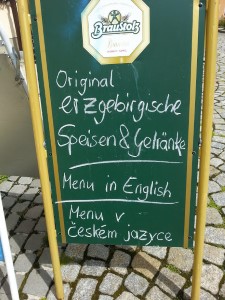 Braustolz
Original
erzgebirgische
Speisen & Getränke
Menu in English
Menu v
českém jazyce